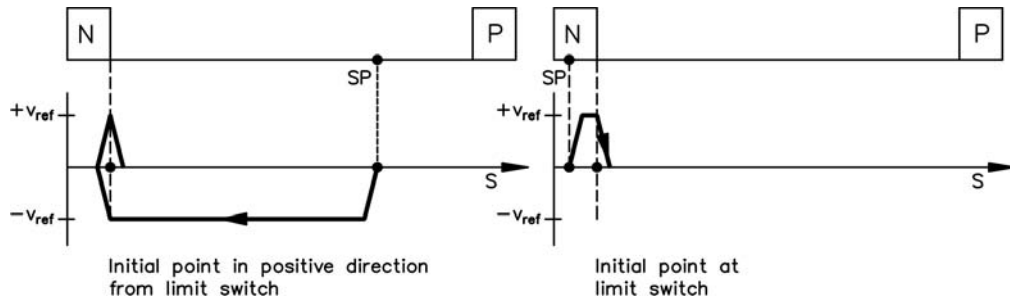 N
P
SP
+vref
S
−vref
Initial point in positive direction
from limit switch
N
P
SP
+vref
S
−vref
Initial point at
limit switch